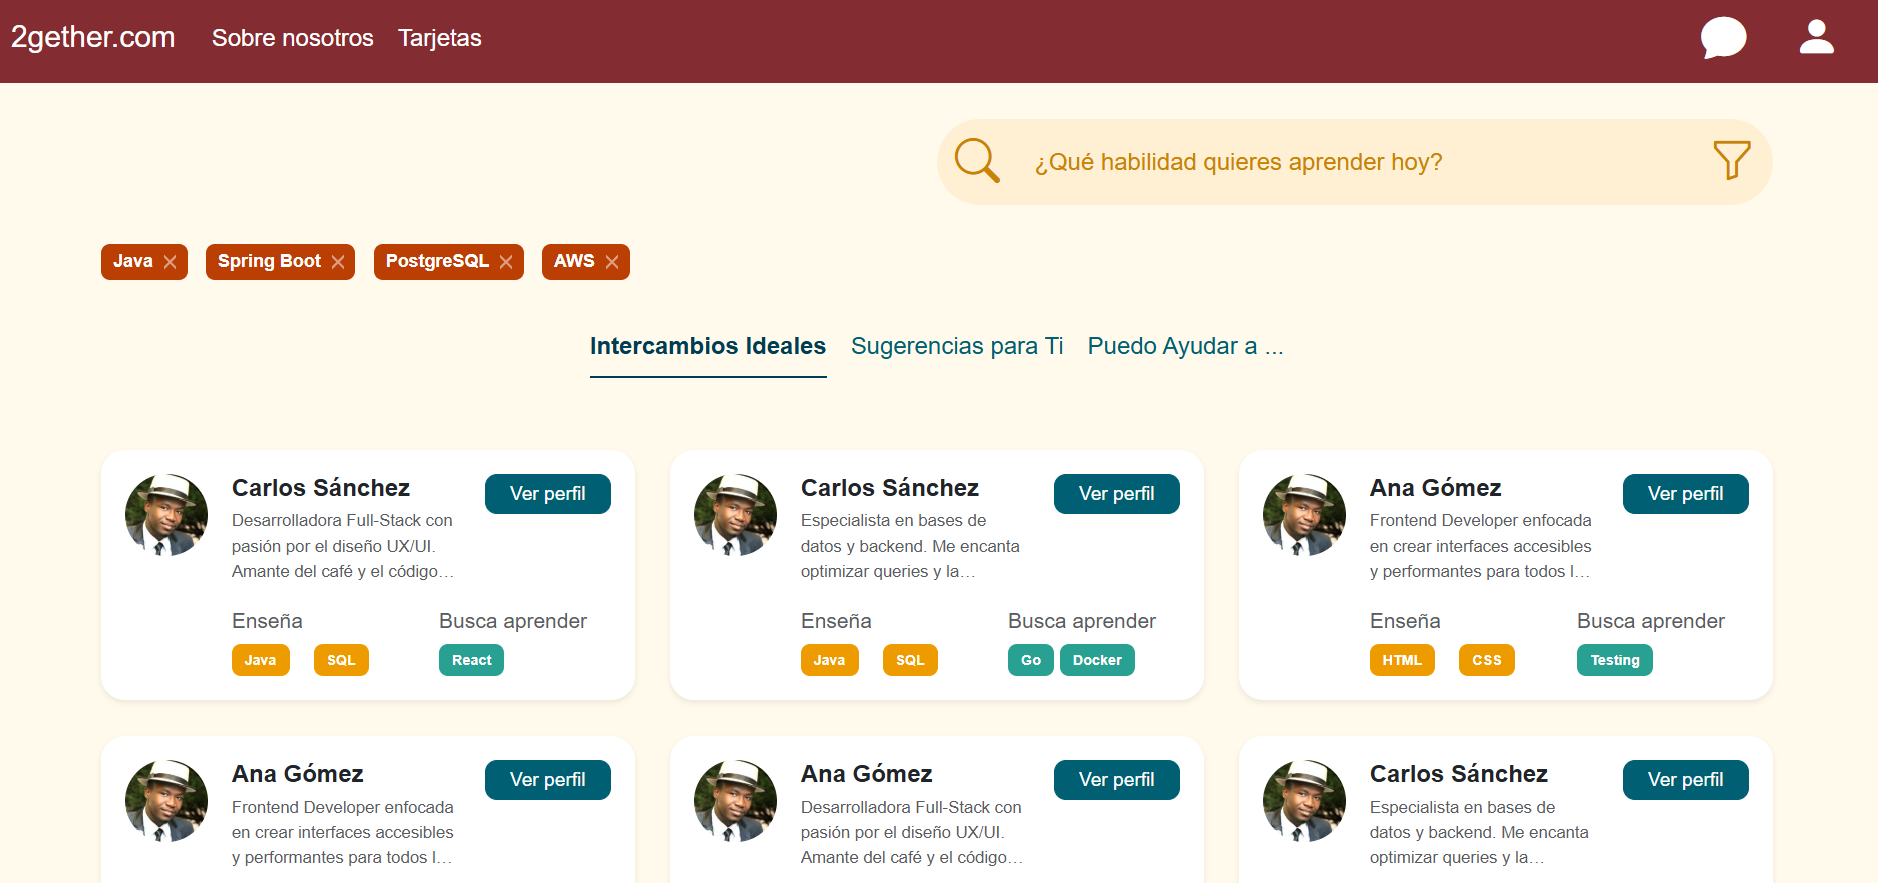 2gether.com Sobre nosotros Tarjetas
¿Qué habilidad quieres aprender hoy?
Java Spring Boot PostgreSQL AWS
Intercambios Ideales Sugerencias para Ti Puedo Ayudar a ...
Carlos Sánchez
Ver perfil
Desarrolladora Full-Stack con
pasión por el diseño UX/UI.
Amante del café y el código…
Enseña
Java SQL
Busca aprender
React
Carlos Sánchez
Ver perfil
Especialista en bases de
datos y backend. Me encanta
optimizar queries y la…
Enseña
Java SQL
Busca aprender
Go Docker
Ana Gómez
Ver perfil
Frontend Developer enfocada
en crear interfaces accesibles
y performantes para todos l…
Enseña
HTML CSS
Busca aprender
Testing
Ana Gómez
Ver perfil
Frontend Developer enfocada
en crear interfaces accesibles
y performantes para todos l…
Ana Gómez
Ver perfil
Desarrolladora Full-Stack con
pasión por el diseño UX/UI.
Amante del café y el código…
Carlos Sánchez
Ver perfil
Especialista en bases de
datos y backend. Me encanta
optimizar queries y la…